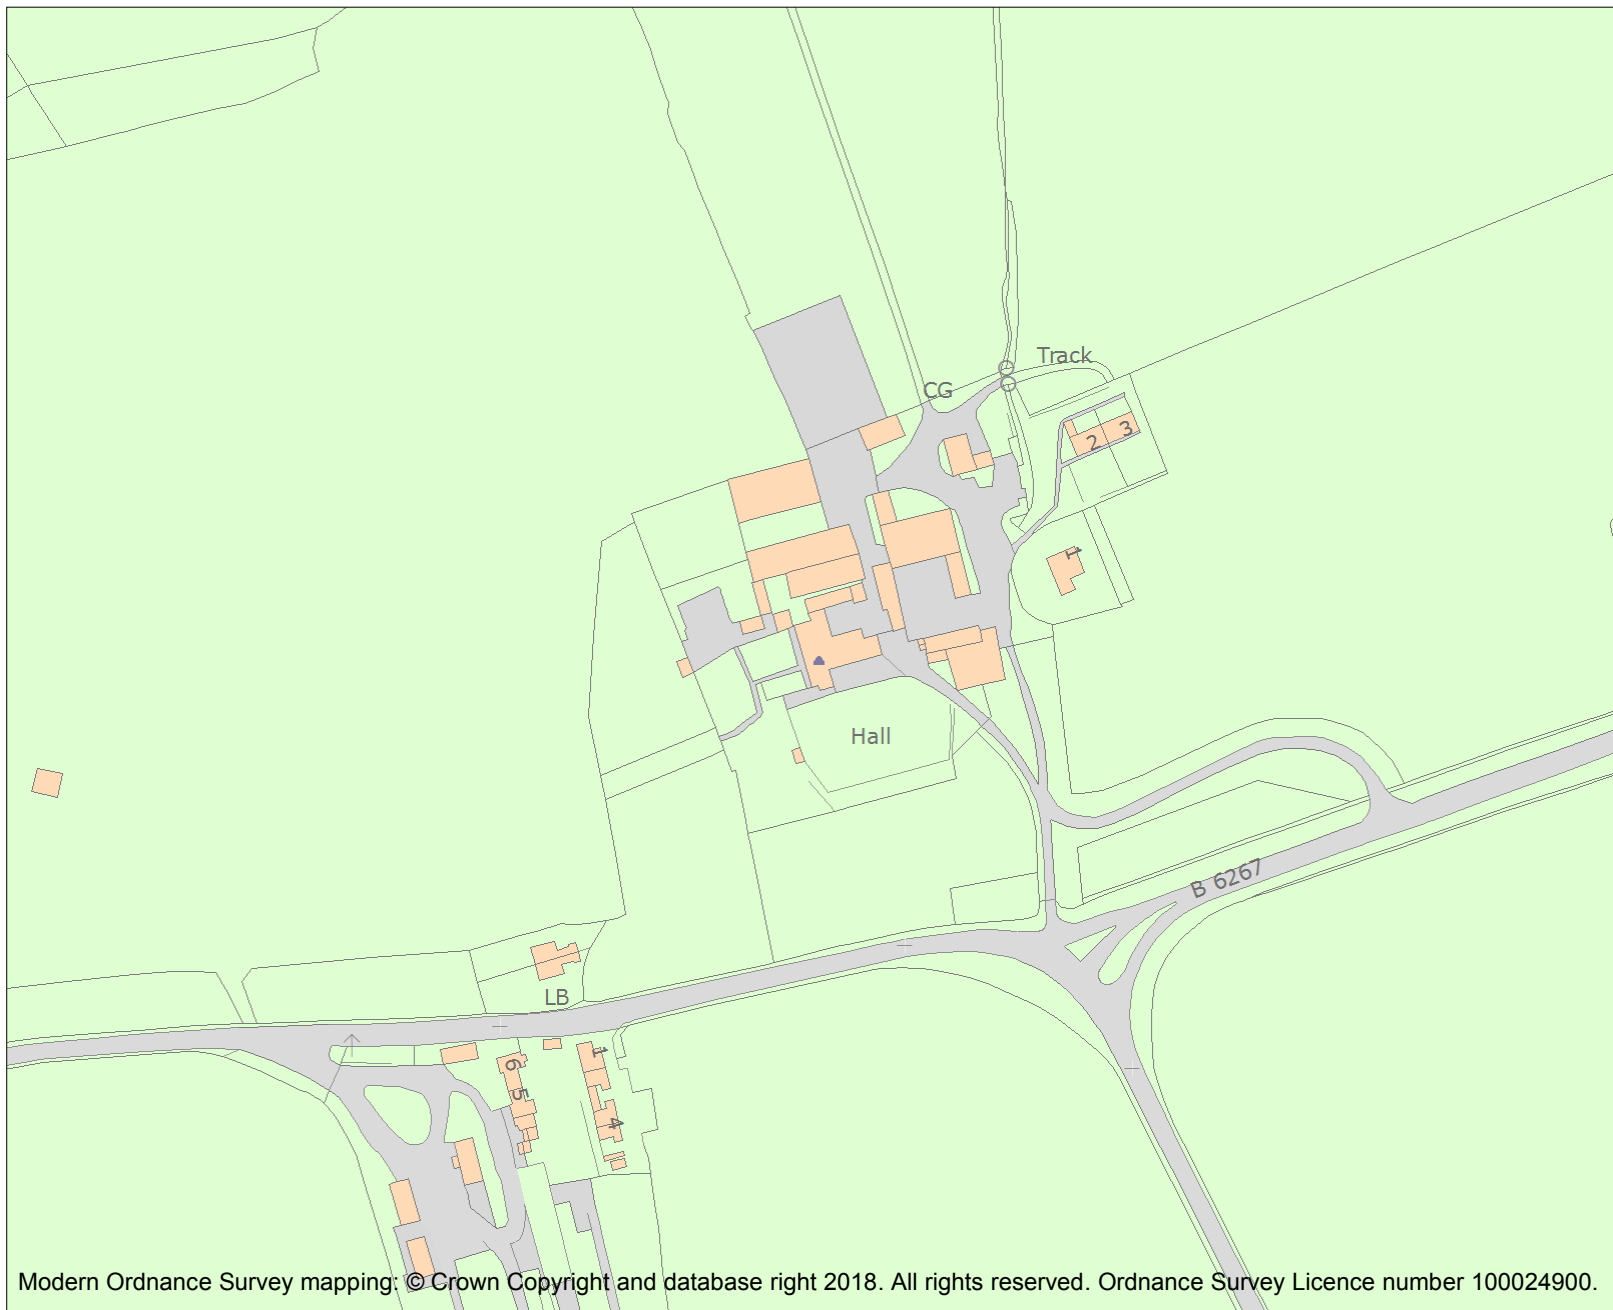 Track
CG
3
2
1
Hall
B 6267
LB
1
6
5
4
Modern Ordnance Survey mapping: © Crown Copyright and database right 2018. All rights reserved. Ordnance Survey Licence number 100024900.